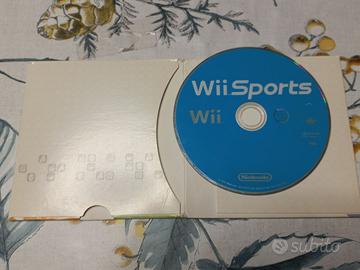 Wii Sports
Wii
Nintendo
subito